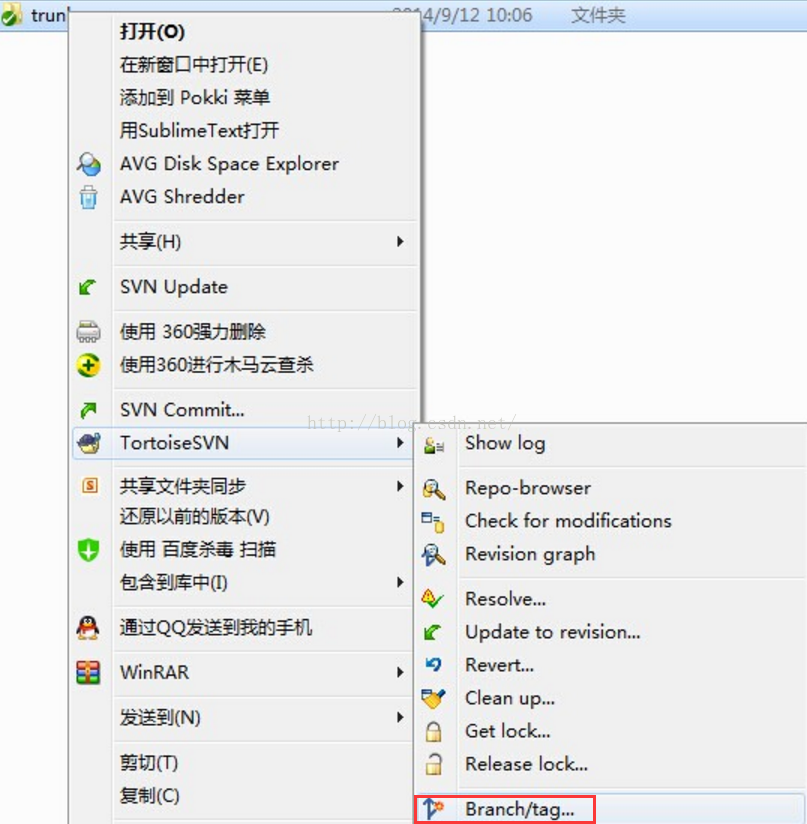 trun
2014/9/12 10:06 文件夹
打开(O)
在新窗口中打开(E)
添加到 Pokki 菜单
用SublimeText打开
AVG Disk Space Explorer
AVG Shredder
共享(H)
SVN Update
使用 360强力删除
使用360进行木马云查杀
SVN Commit...
TortoiseSVN
共享文件夹同步
还原以前的版本(V)
使用 百度杀毒 扫描
包含到库中(I)
通过QQ发送到我的手机
WinRAR
发送到(N)
剪切(T)
复制(C)
http://blog.csdn.net/
Show log
Repo-browser
Check for modifications
Revision graph
Resolve...
Update to revision...
Revert...
Clean up...
Get lock...
Release lock...
Branch/tag...